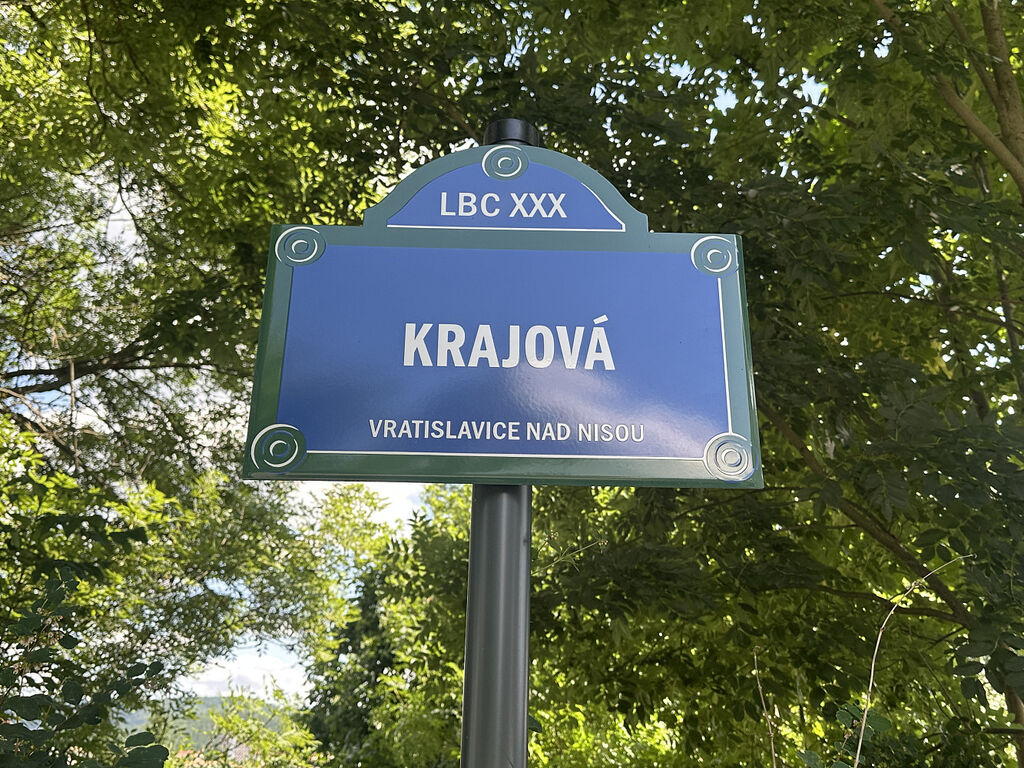 LBC XXX
KRAJOVÁ
VRATISLAVICE NAD NISOU